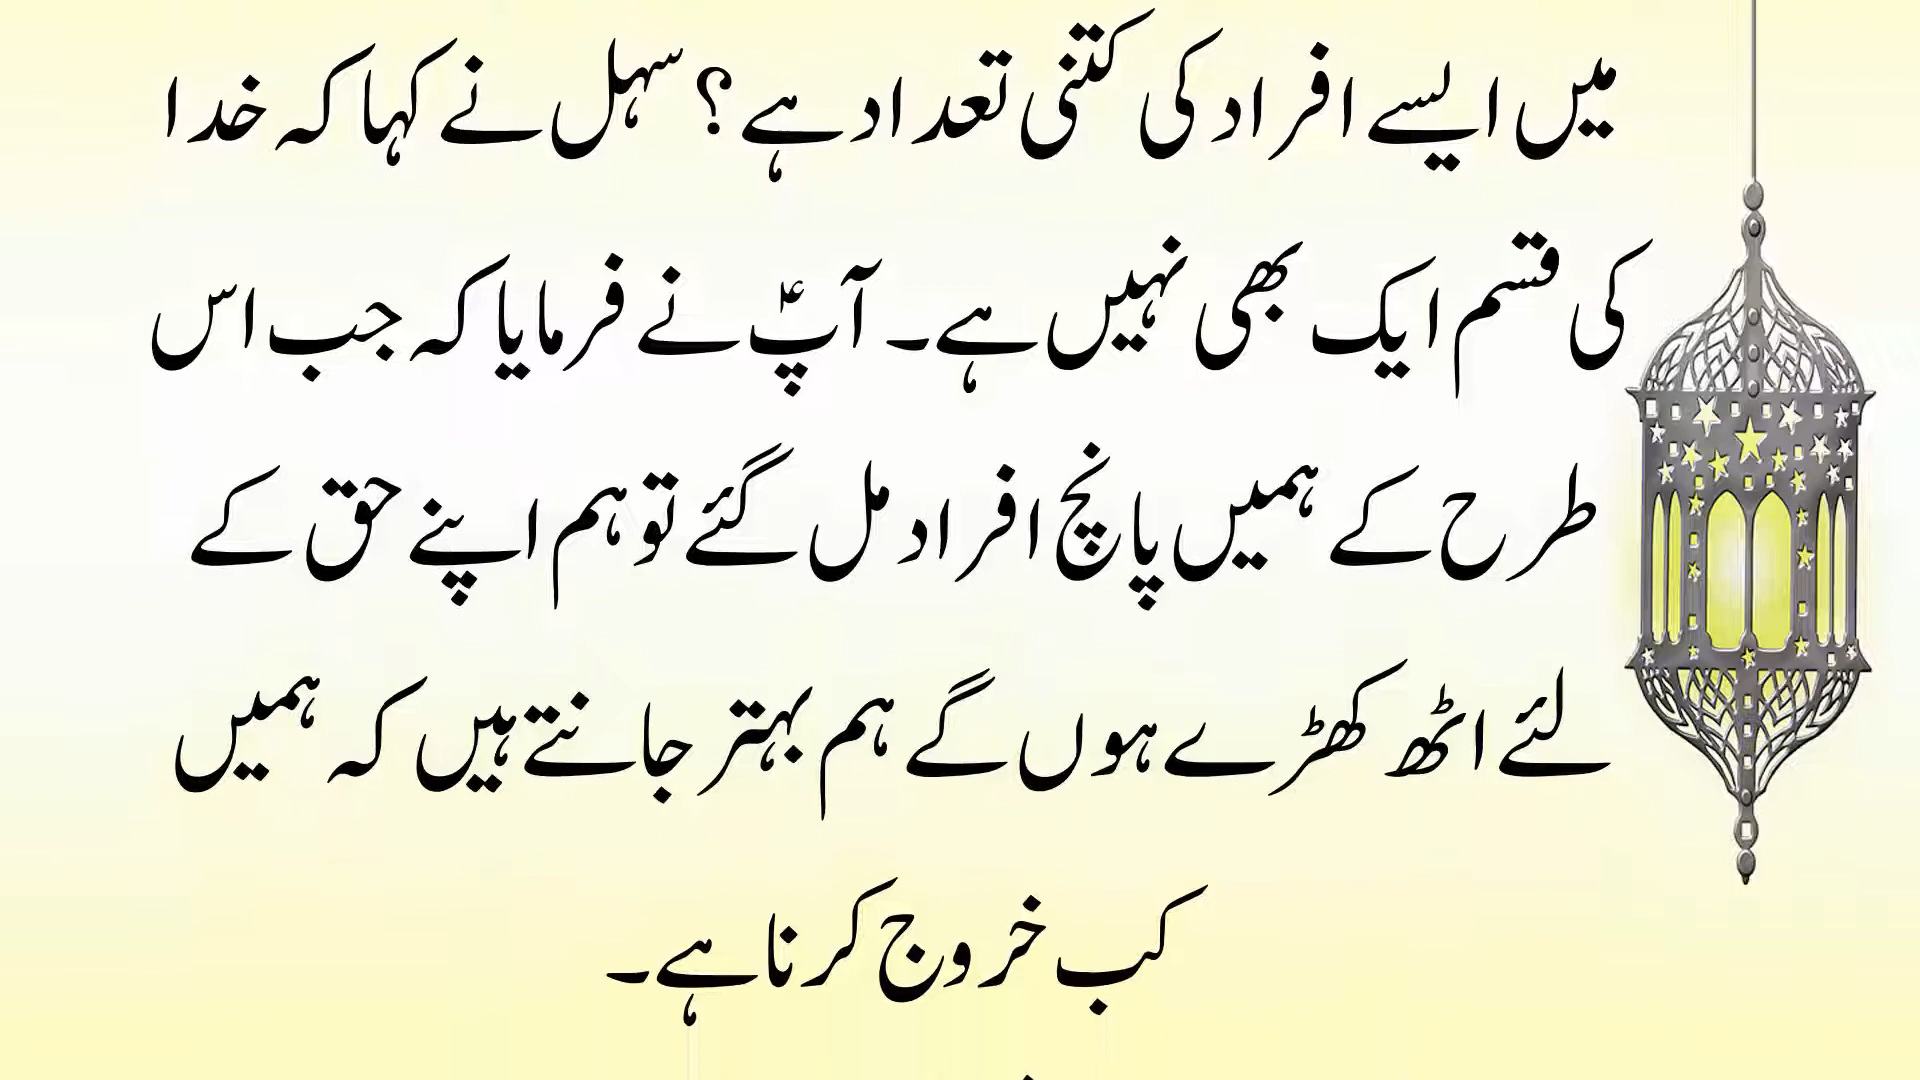 میں ایسے افراد کی کتنی تعداد ہے؟ سہل نے کہا کہ خدا
کی قسم ایک بھی نہیں ہے۔ آپؑ نے فرمایا کہ جب اس
طرح کے ہمیں پانچ افراد مل گئے تو ہم اپنے حق کے
لئے اٹھ کھڑے ہوں گے ہم بہتر جانتے ہیں کہ ہمیں
کب خروج کرنا ہے۔